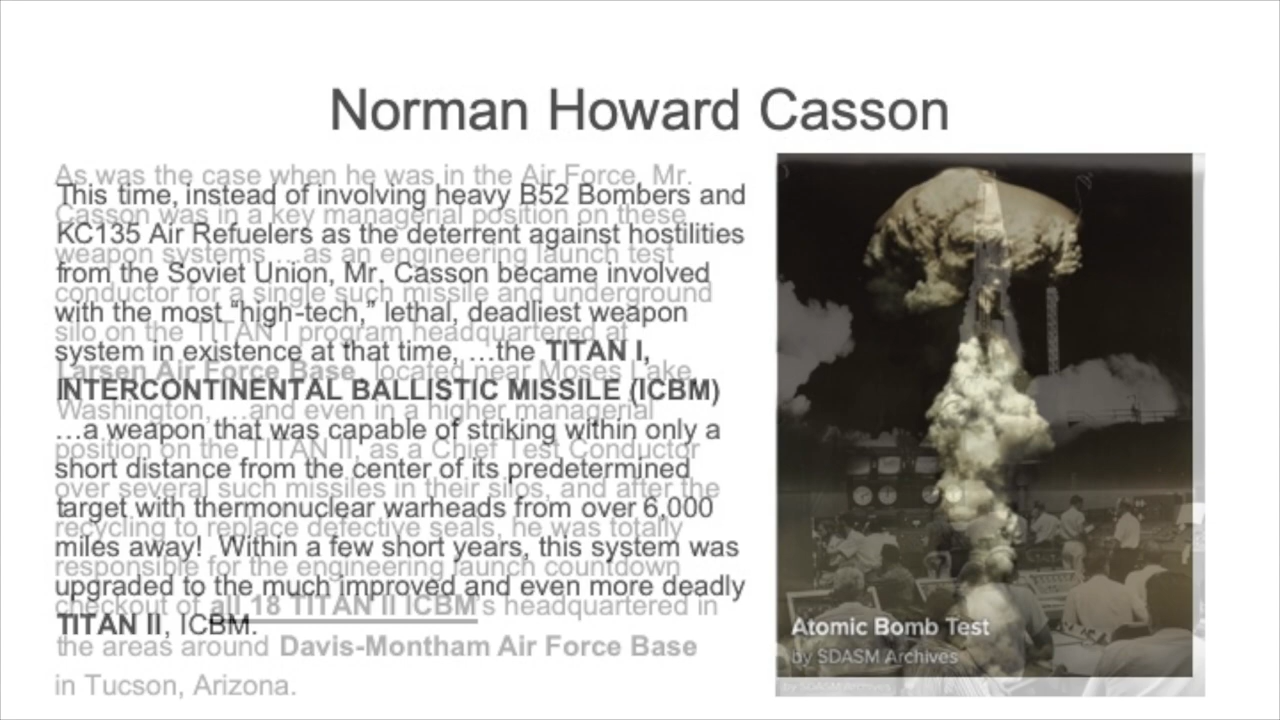 Norman Howard Casson
This time, instead of involving heavy B52 Bombers and
KC135 Air Refuelers as the deterrent against hostilities
from the Soviet Union, Mr. Casson became involved
with the most “high-tech,” lethal, deadliest weapon
system in existence at that time, …the TITAN I,
INTERCONTINENTAL BALLISTIC MISSILE (ICBM)
…a weapon that was capable of striking within only a
short distance from the center of its predetermined
target with thermonuclear warheads from over 6,000
miles away!  Within a few short years, this system was
upgraded to the much improved and even more deadly
TITAN II, ICBM.
As was the case when he was in the Air Force, Mr.
Casson was in a key managerial position on these
weapon systems …as an engineering launch test
conductor for a single such missile and underground
silo on the TITAN I program headquartered at
Larsen Air Force Base, located near Moses Lake,
Washington, …and even in a higher managerial
position on the TITAN II, as a Chief Test Conductor
over several such missiles in their silos, and after the
recycling to replace defective seals, he was totally
responsible for the engineering launch countdown
checkout of all 18 TITAN II ICBM's headquartered in
the areas around Davis-Montham Air Force Base
in Tucson, Arizona.
Atomic Bomb Test
by SDASM Archives
by SDASM Archives